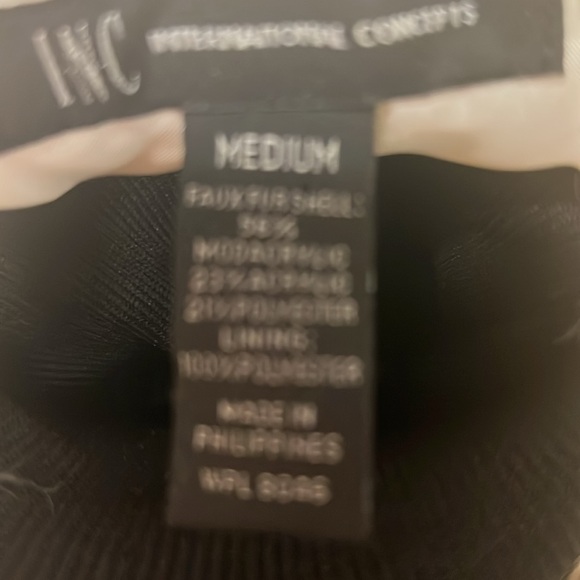 INC INTERNATIONAL CONCEPTS
MEDIUM
FAUX FUR SHELL:
56%
MODACRYLIC
23% ACRYLIC
21% POLYESTER
LINING:
100% POLYESTER
MADE IN
PHILIPPINES
WPL